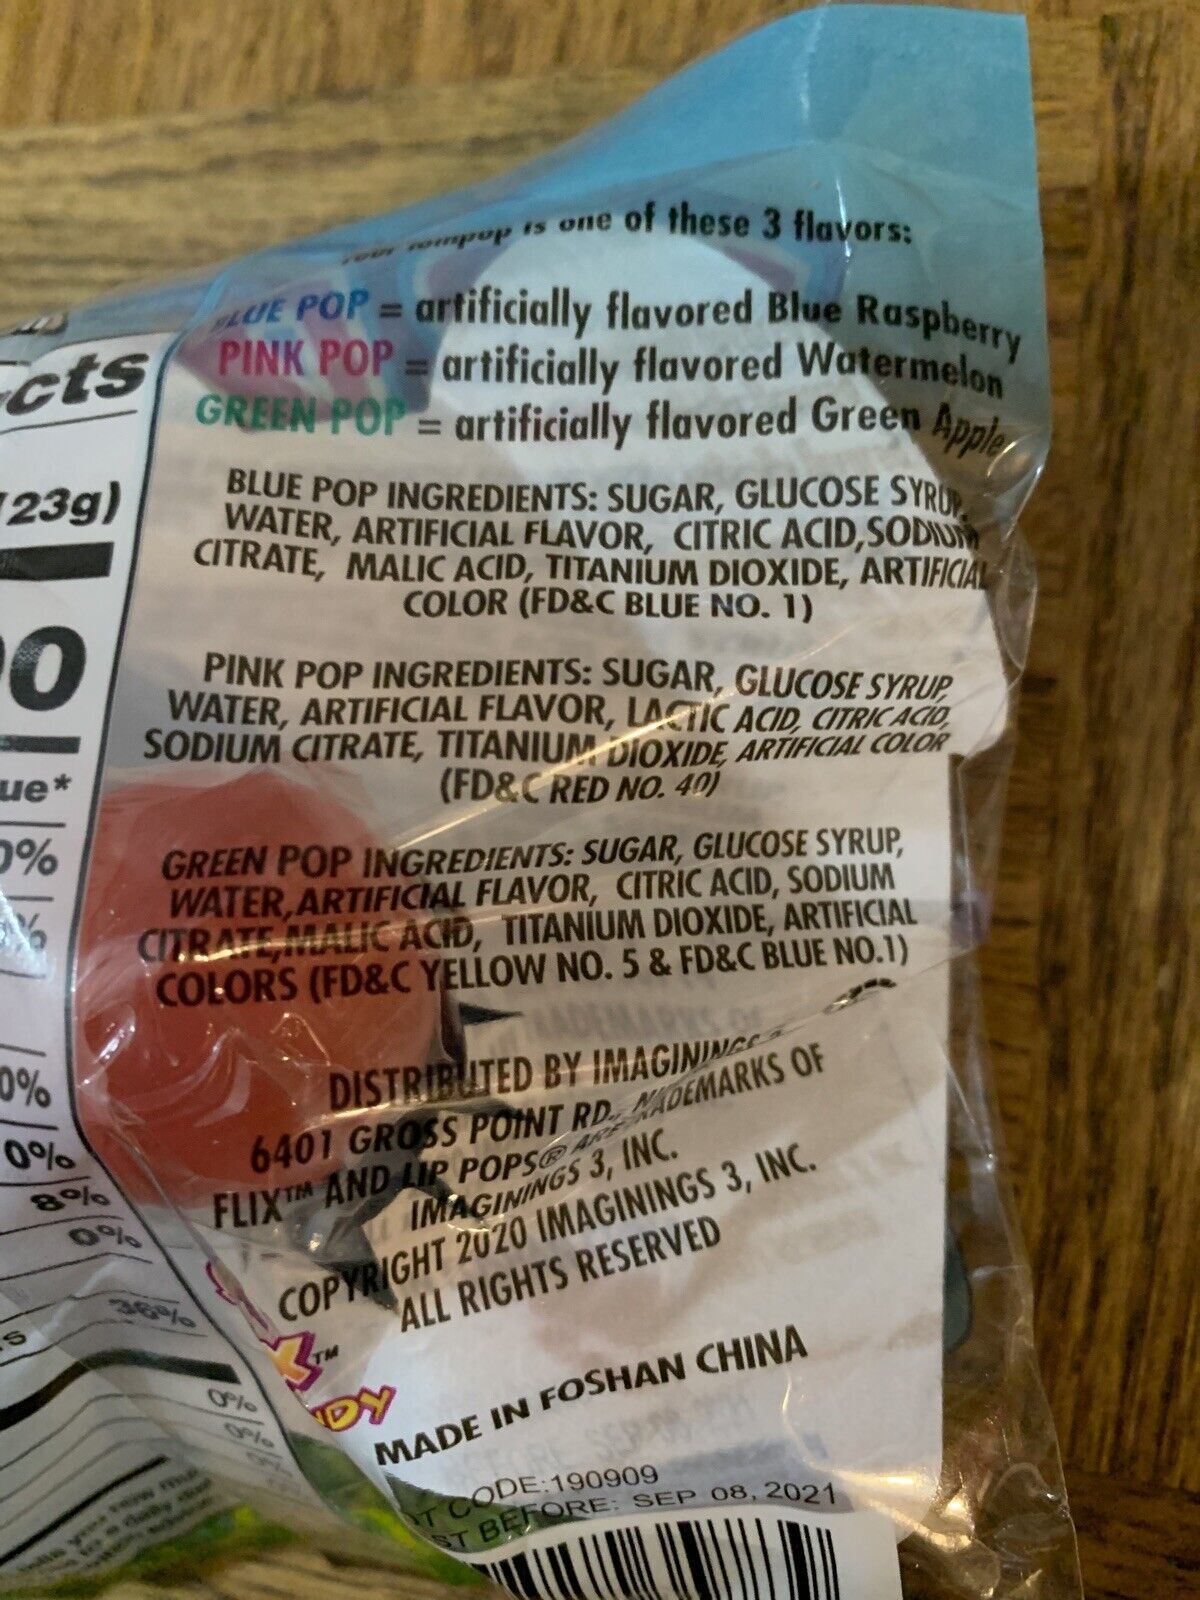 is one of these 3 flavors:
BLUE POP = artificially flavored Blue Raspberry
PINK POP = artificially flavored Watermelon
GREEN POP = artificially flavored Green Apple
BLUE POP INGREDIENTS: SUGAR, GLUCOSE SYRUP,
WATER, ARTIFICIAL FLAVOR, CITRIC ACID, SODIUM
CITRATE, MALIC ACID, TITANIUM DIOXIDE, ARTIFICIAL
COLOR (FD&C BLUE NO. 1)
PINK POP INGREDIENTS: SUGAR, GLUCOSE SYRUP,
WATER, ARTIFICIAL FLAVOR, LACTIC ACID, CITRIC ACID,
SODIUM CITRATE, TITANIUM DIOXIDE, ARTIFICIAL COLOR
(FD&C RED NO. 40)
GREEN POP INGREDIENTS: SUGAR, GLUCOSE SYRUP,
WATER, ARTIFICIAL FLAVOR, CITRIC ACID, SODIUM
CITRATE, MALIC ACID, TITANIUM DIOXIDE, ARTIFICIAL
COLORS (FD&C YELLOW NO. 5 & FD&C BLUE NO.1)
DISTRIBUTED BY IMAGININGS
6401 GROSS POINT RD.
FLIX™ AND LIP POPS® ARE TRADEMARKS OF
IMAGININGS 3, INC.
COPYRIGHT 2020 IMAGININGS 3, INC.
ALL RIGHTS RESERVED
MADE IN FOSHAN CHINA
CODE:190909
BEFORE: SEP 08, 2021
cts
23g)
ue*
0%
%
0%
0%
8%
0%
36%
0%
0%